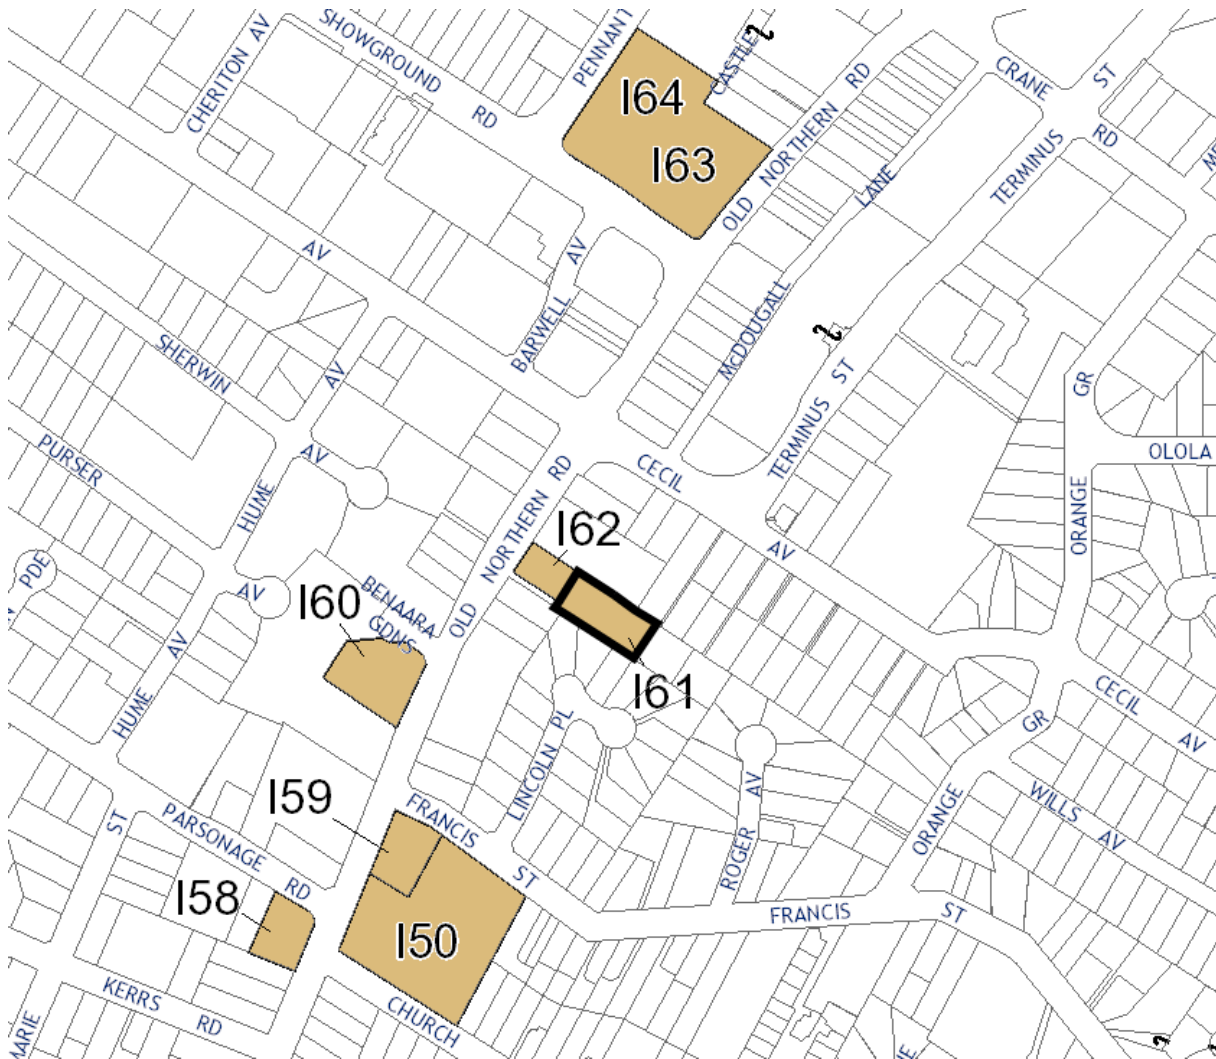 SHOWGROUND
RD
CHERITON AV
PENNANT
CASTLE
I64
I63
OLD NORTHERN RD
CRANE
RD
TERMINUS ST
LANE
McDOUGALL
AV
BARWELL AV
SHERWIN
AV
AV
PURSER
HUME
TERMINUS ST
CECIL
AV
GR
ORANGE
OLOLA
OLD NORTHERN RD
I62
I61
PDE
AV
BENAARA
GDNS
I60
HUME AV
LINCOLN PL
ROGER AV
CECIL
AV
GR
ORANGE
WILLS
AV
I59
FRANCIS
ST
PARSONAGE
RD
ST
I58
I50
FRANCIS
ST
KERRS
RD
CHURCH
MARIE